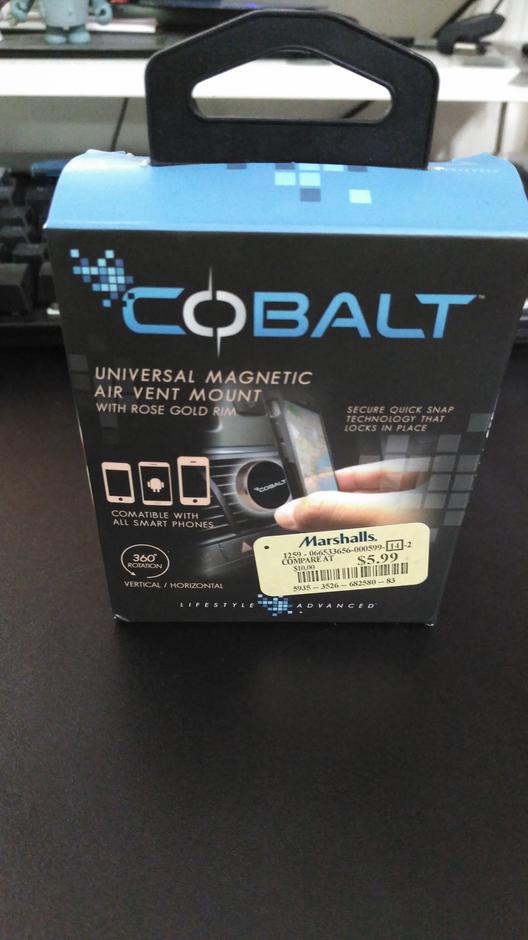 COBALT™
UNIVERSAL MAGNETIC
AIR VENT MOUNT
WITH ROSE GOLD RIM
SECURE QUICK SNAP
TECHNOLOGY THAT
LOCKS IN PLACE
COBALT
COMATIBLE WITH
ALL SMART PHONES
360°
ROTATION
VERTICAL / HORIZONTAL
Marshalls.
1259 - 066533656-000599-14-2
COMPARE AT $5.99
$10.00
5935 - 3526 - 682580 - 83
LIFESTYLE ADVANCED